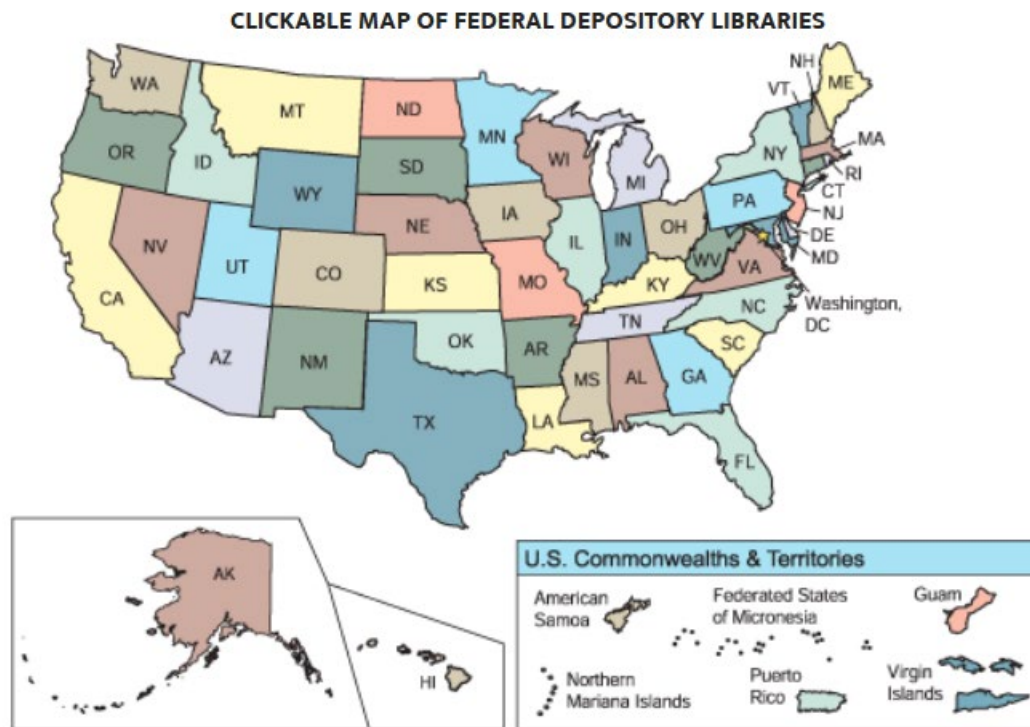 CLICKABLE MAP OF FEDERAL DEPOSITORY LIBRARIES
WA
MT
ND
MN
OR
ID
WY
SD
WI
MI
VT
NH
ME
NY
MA
RI
CT
NJ
PA
DE
MD
Washington,
DC
CA
NV
UT
CO
NE
IA
IL
IN
OH
WV
VA
KS
MO
KY
NC
TN
SC
AZ
NM
OK
AR
MS
AL
GA
TX
LA
FL
AK
HI
U.S. Commonwealths & Territories
American
Samoa
Federated States
of Micronesia
Guam
Northern
Mariana Islands
Puerto
Rico
Virgin
Islands